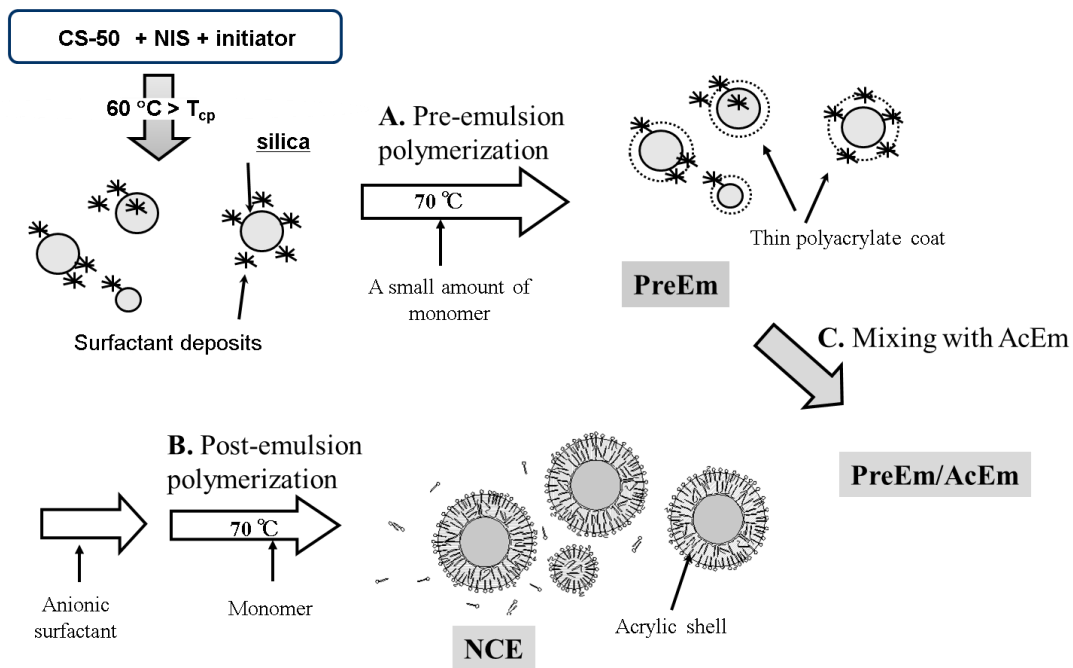 CS-50 + NIS + initiator
60 °C > Tcp
silica
Surfactant deposits
A. Pre-emulsion
polymerization
70 ℃
A small amount of
monomer
Thin polyacrylate coat
PreEm
C. Mixing with AcEm
PreEm/AcEm
B. Post-emulsion
polymerization
70 ℃
Anionic
surfactant
Monomer
Acrylic shell
NCE